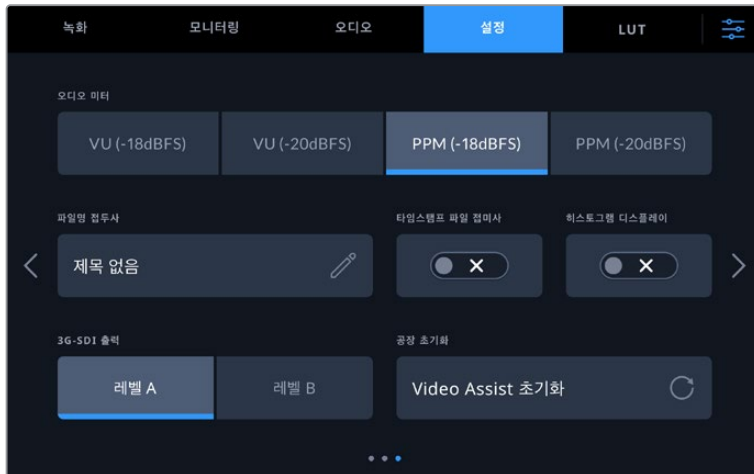 녹화 모니터링 오디오 설정 LUT
오디오 미터
VU (-18dBFS) VU (-20dBFS) PPM (-18dBFS) PPM (-20dBFS)
파일명 접두사 타임스탬프 파일 접미사 히스토그램 디스플레이
제목 없음
3G-SDI 출력 공장 초기화
레벨 A 레벨 B Video Assist 초기화